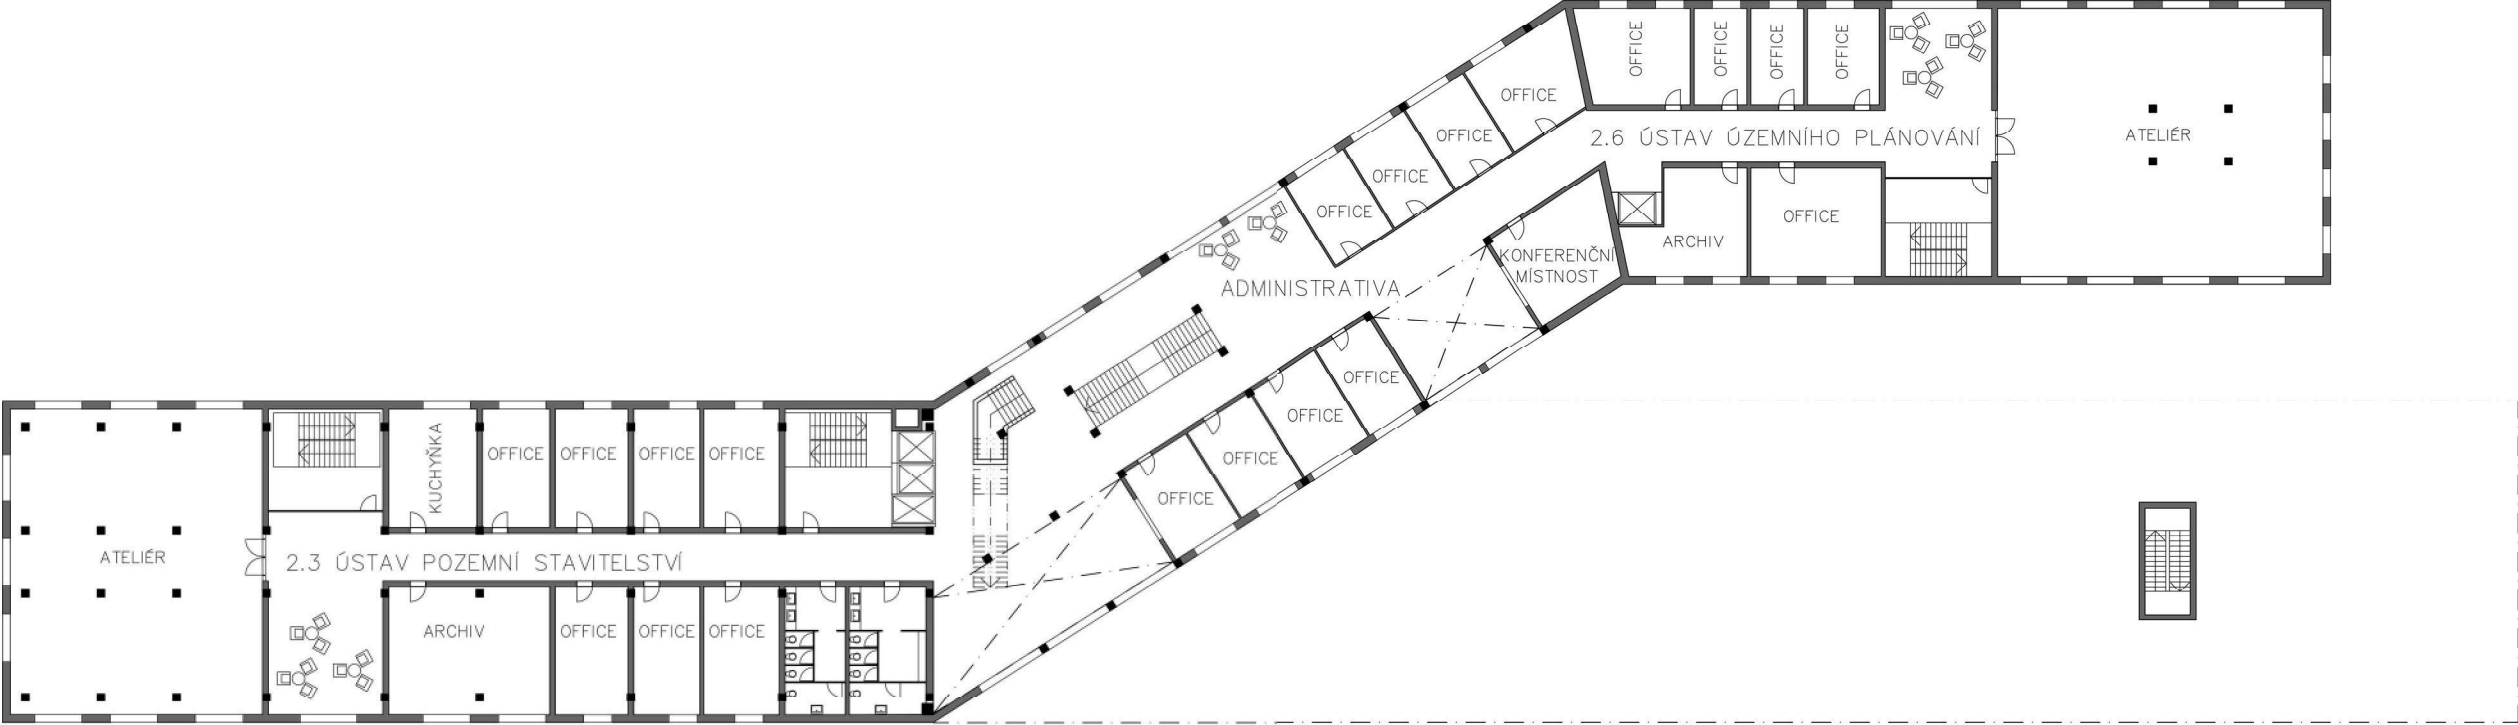 OFFICE
OFFICE
OFFICE
OFFICE
OFFICE
OFFICE
OFFICE
OFFICE
2.6 ÚSTAV ÚZEMNÍHO PLÁNOVÁNÍ
ATELIÉR
OFFICE
ARCHIV
KONFERENČNÍ
MÍSTNOST
ADMINISTRATIVA
OFFICE
OFFICE
OFFICE
OFFICE
KUCHYŇKA
OFFICE
OFFICE
OFFICE
OFFICE
ATELIÉR
2.3 ÚSTAV POZEMNÍ STAVITELSTVÍ
ARCHIV
OFFICE
OFFICE
OFFICE